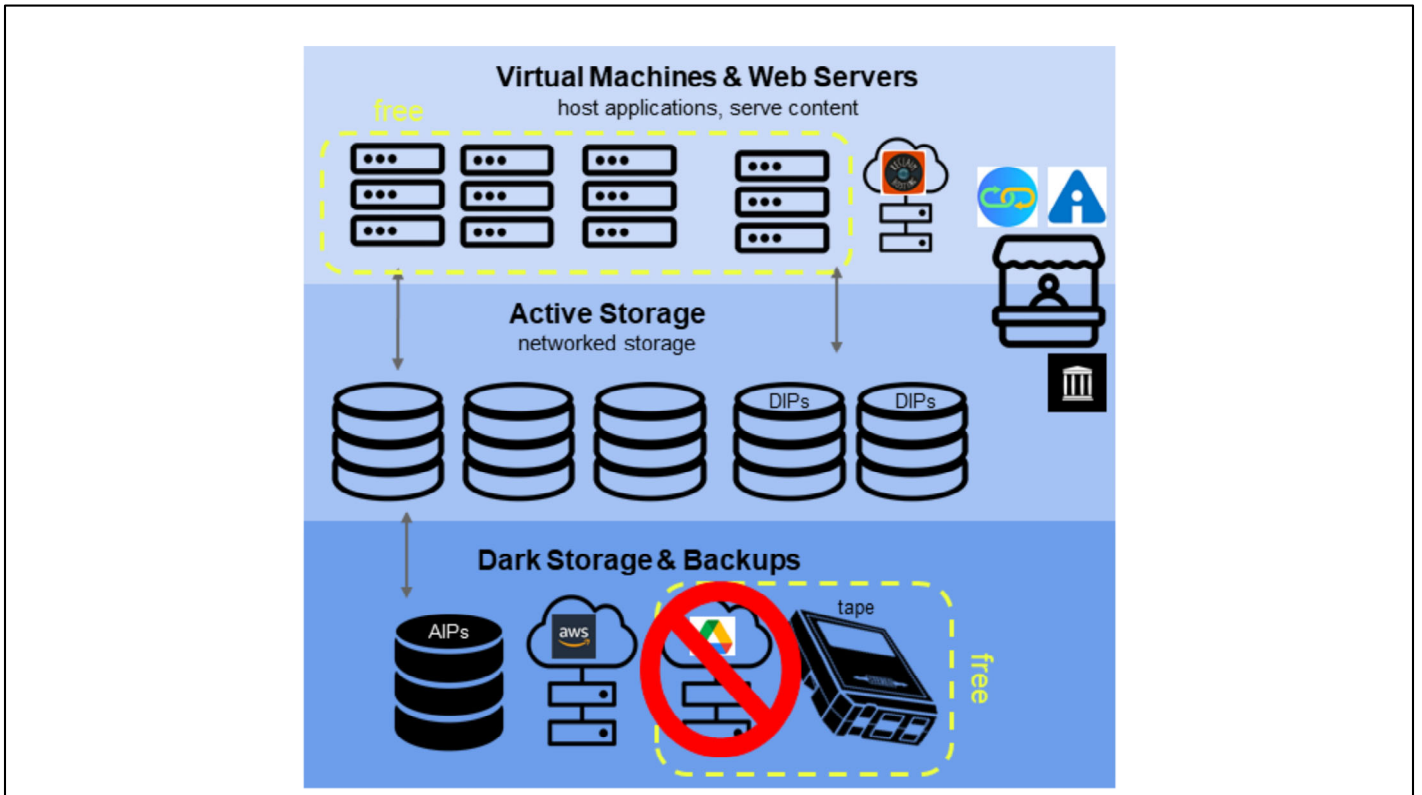 Virtual Machines & Web Servers
free
host applications, serve content
Active Storage
networked storage
DIPs
DIPs
Dark Storage & Backups
AIPs
aws
tape
free